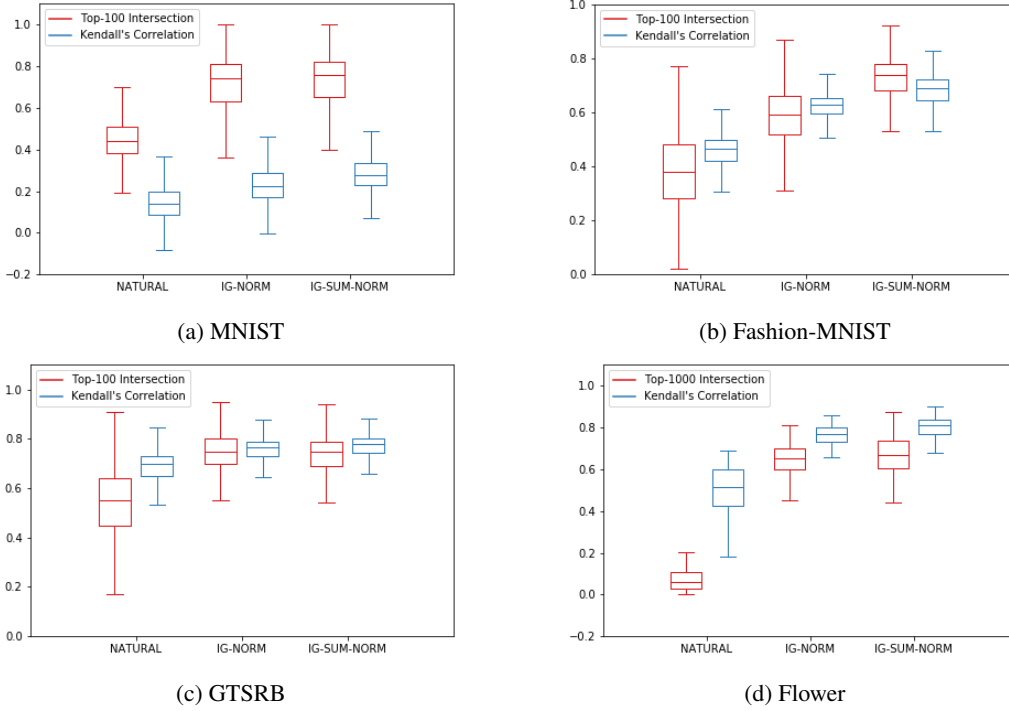 Top-100 Intersection
Kendall's Correlation
1.0
0.8
0.6
0.4
0.2
0.0
−0.2
NATURAL IG-NORM IG-SUM-NORM
(a) MNIST
Top-100 Intersection
Kendall's Correlation
1.0
0.8
0.6
0.4
0.2
0.0
NATURAL IG-NORM IG-SUM-NORM
(b) Fashion-MNIST
Top-100 Intersection
Kendall's Correlation
1.0
0.8
0.6
0.4
0.2
0.0
NATURAL IG-NORM IG-SUM-NORM
(c) GTSRB
Top-1000 Intersection
Kendall's Correlation
1.0
0.8
0.6
0.4
0.2
0.0
−0.2
NATURAL IG-NORM IG-SUM-NORM
(d) Flower